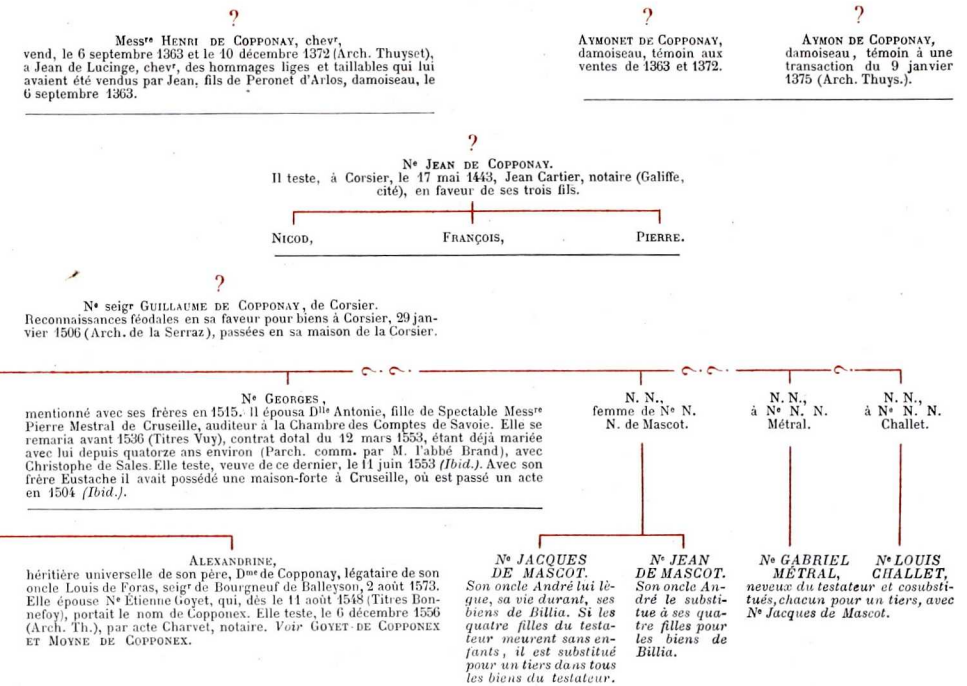 ?
Messre HENRI DE COPPONAY, chevr,
vend, le 6 septembre 1363 et le 10 décembre 1372 (Arch. Thuyset),
a Jean de Lucinge, chevr, des hommages liges et taillables qui lui
avaient été vendus par Jean, fils de Peronet d'Arlos, damoiseau, le
6 septembre 1363.
?
AYMONET DE COPPONAY,
damoiseau, témoin aux
ventes de 1363 et 1372.
?
AYMON DE COPPONAY,
damoiseau, témoin à une
transaction du 9 janvier
1375 (Arch. Thuys.).
?
Ne JEAN DE COPPONAY.
Il teste, à Corsier, le 17 mai 1443, Jean Cartier, notaire (Galiffe,
cité), en faveur de ses trois fils.
NICOD, FRANÇOIS, PIERRE.
?
Ne seigr GUILLAUME DE COPPONAY, de Corsier.
Reconnaissances féodales en sa faveur pour biens à Corsier, 29 jan-
vier 1506 (Arch. de la Serraz), passées en sa maison de la Corsier.
Ne GEORGES,
mentionné avec ses frères en 1515. Il épousa Dlle Antonie, fille de Spectable Messre
Pierre Mestral de Cruseille, auditeur à la Chambre des Comptes de Savoie. Elle se
remaria avant 1536 (Titres Vuy), contrat dotal du 12 mars 1553, étant déjà mariée
avec lui depuis quatorze ans environ (Parch. comm. par M. l'abbé Brand), avec
Christophe de Sales. Elle teste, veuve de ce dernier, le 11 juin 1553 (Ibid.). Avec son
frère Eustache il avait possédé une maison-forte à Cruseille, où est passé un acte
en 1504 (Ibid.).
N. N.,
femme de Ne N.
N. de Mascot.
N. N.,
à Ne N. N.
Métral.
N. N.,
à Ne N. N.
Challet.
ALEXANDRINE,
héritière universelle de son père, Dme de Copponay, légataire de son
oncle Louis de Foras, seigr de Bourgneuf de Balleyson, 2 août 1573.
Elle épouse Ne Étienne Goyet, qui, dès le 11 août 1548 (Titres Bon-
nefoy), portait le nom de Copponex. Elle teste, le 6 décembre 1556
(Arch. Th.), par acte Charvet, notaire. Voir GOYET DE COPPONEX
ET MOYNE DE COPPONEX.
Ne JACQUES
DE MASCOT.
Son oncle André lui lè-
gue, sa vie durant, ses
biens de Billia. Si les
quatre filles du testa-
teur meurent sans en-
fants, il est substitué
pour un tiers dans tous
les biens du testateur.
Ne JEAN
DE MASCOT.
Son oncle An-
dré le substi-
tue à ses qua-
tre filles pour
les biens de
Billia.
Ne GABRIEL
MÉTRAL,
Ne LOUIS
CHALLET,
neveux du testateur et cosubsti-
tués, chacun pour un tiers, avec
Ne Jacques de Mascot.